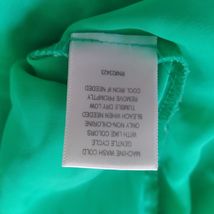 MACHINE WASH COLD
GENTLE CYCLE
WITH LIKE COLORS
ONLY NON-CHLORINE
BLEACH WHEN NEEDED
TUMBLE DRY LOW
REMOVE PROMPTLY
COOL IRON IF NEEDED